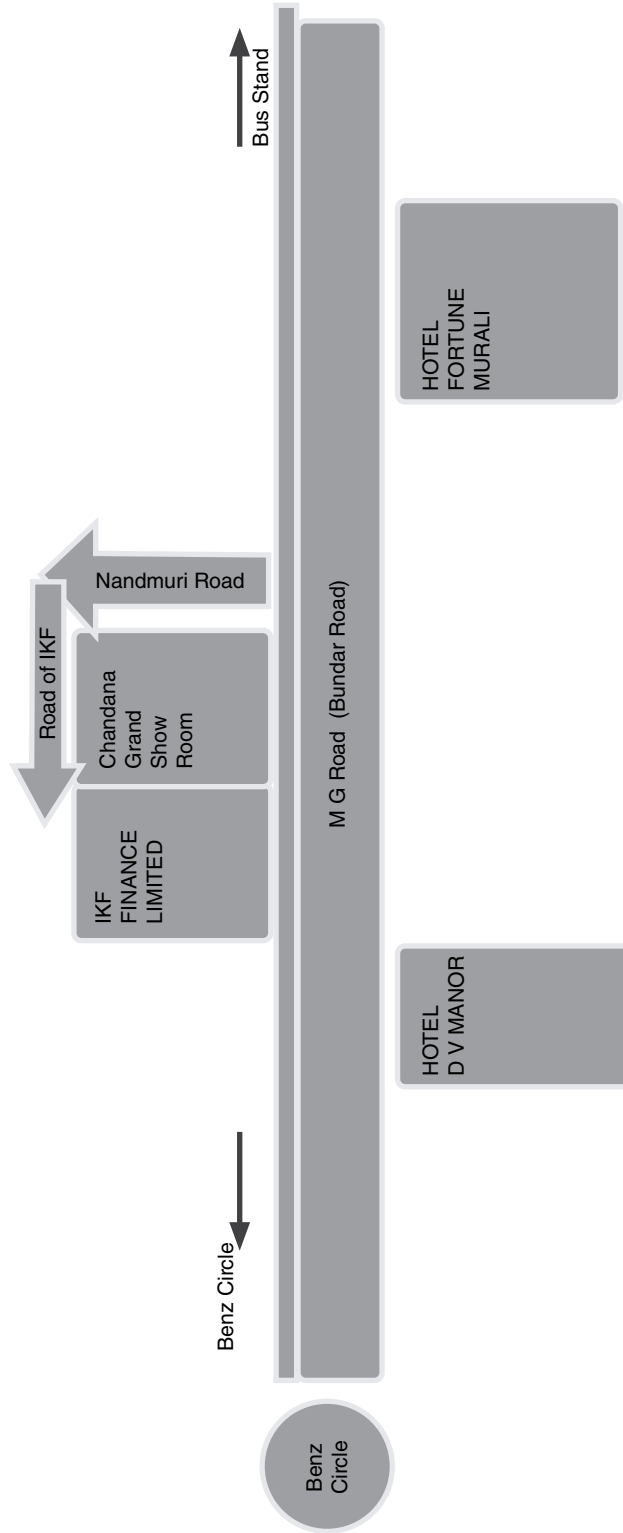 Road of IKF
Nandmuri Road
IKF
FINANCE
LIMITED
Chandana
Grand
Show
Room
Benz Circle
Bus Stand
Benz
Circle
M G Road (Bundar Road)
HOTEL
D V MANOR
HOTEL
FORTUNE
MURALI